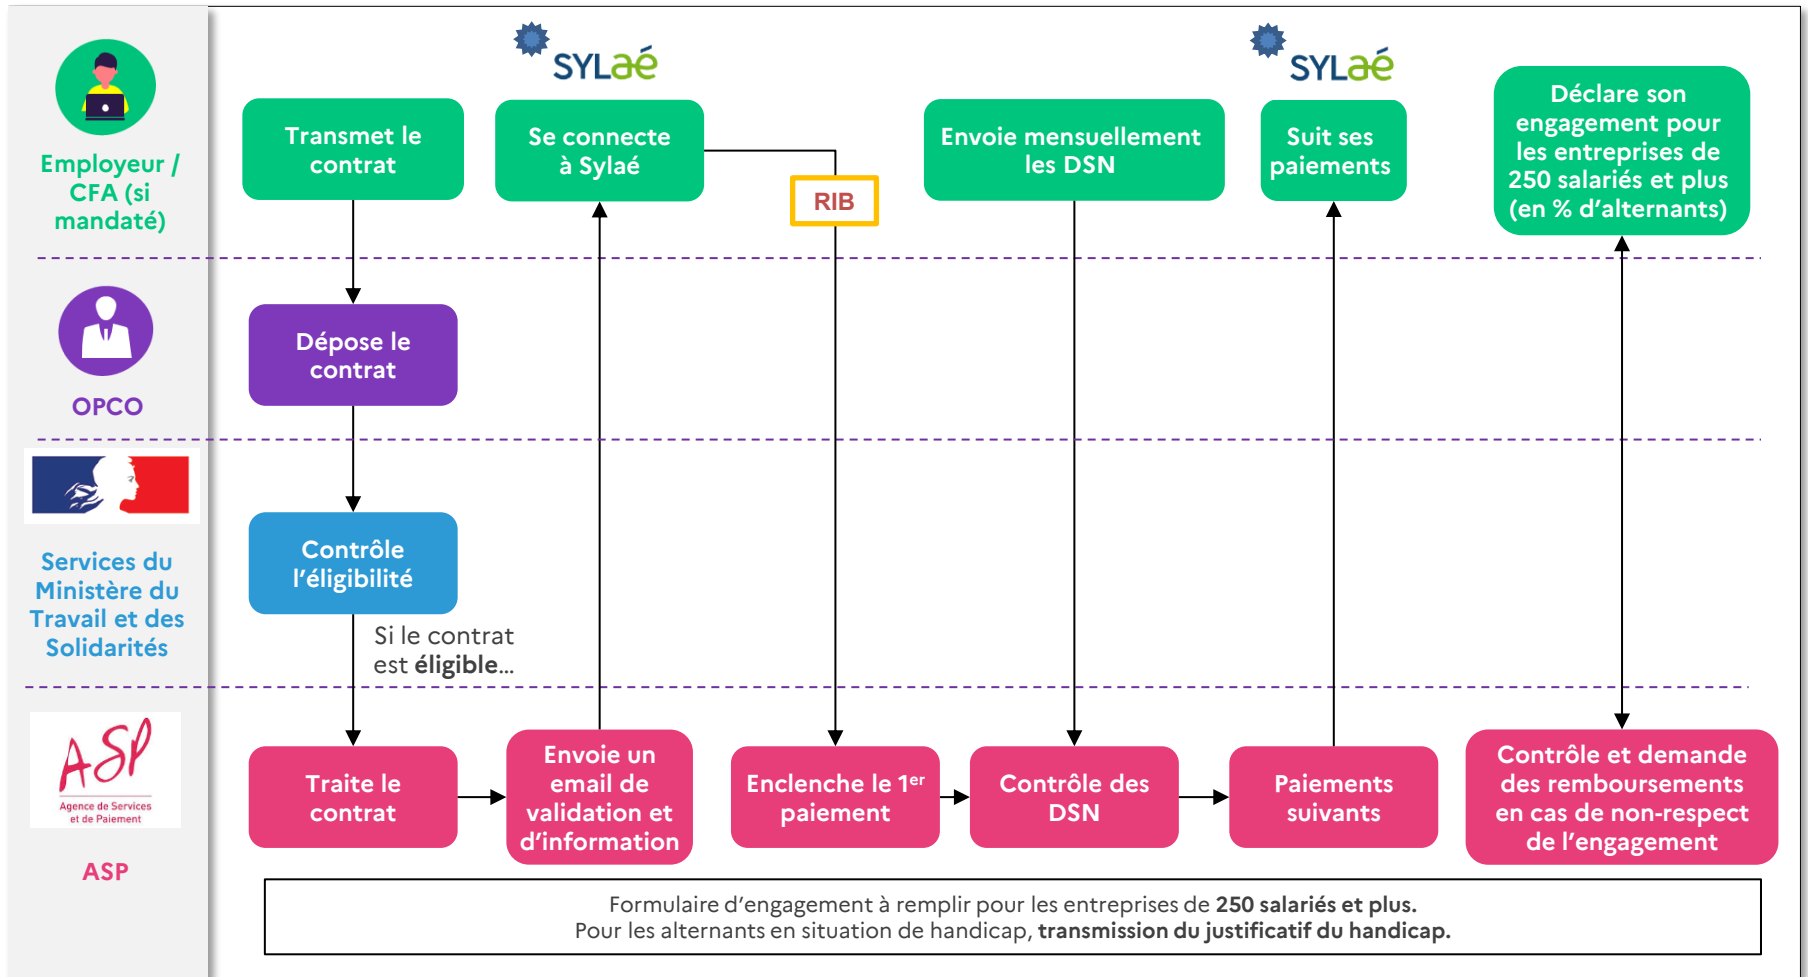 SYLaé
SYLaé
Employeur /
CFA (si
mandaté)
Transmet le
contrat
Se connecte
à Sylaé
RIB
Envoie mensuellement
les DSN
Suit ses
paiements
Déclare son
engagement pour
les entreprises de
250 salariés et plus
(en % d'alternants)
OPCO
Dépose le
contrat
Services du
Ministère du
Travail et des
Solidarités
Contrôle
l'éligibilité
Si le contrat
est éligible...
ASP
Agence de Services
et de Paiement
ASP
Traite le
contrat
Envoie un
email de
validation et
d'information
Enclenche le 1er
paiement
Contrôle des
DSN
Paiements
suivants
Contrôle et demande
des remboursements
en cas de non-respect
de l'engagement
Formulaire d'engagement à remplir pour les entreprises de 250 salariés et plus.
Pour les alternants en situation de handicap, transmission du justificatif du handicap.